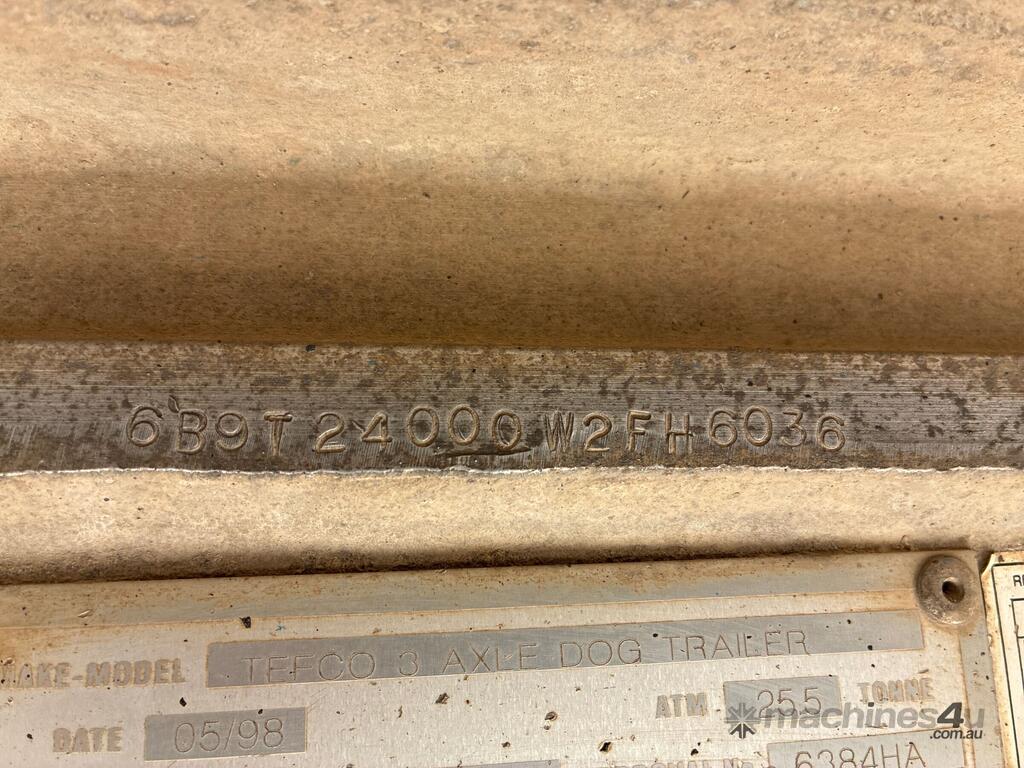 6B9T24000W2FH6036
MAKE-MODEL TEFCO 3 AXLE DOG TRAILER
ATM 25.5 TONNE
DATE 05/98
machines4u
.com.au
6384HA